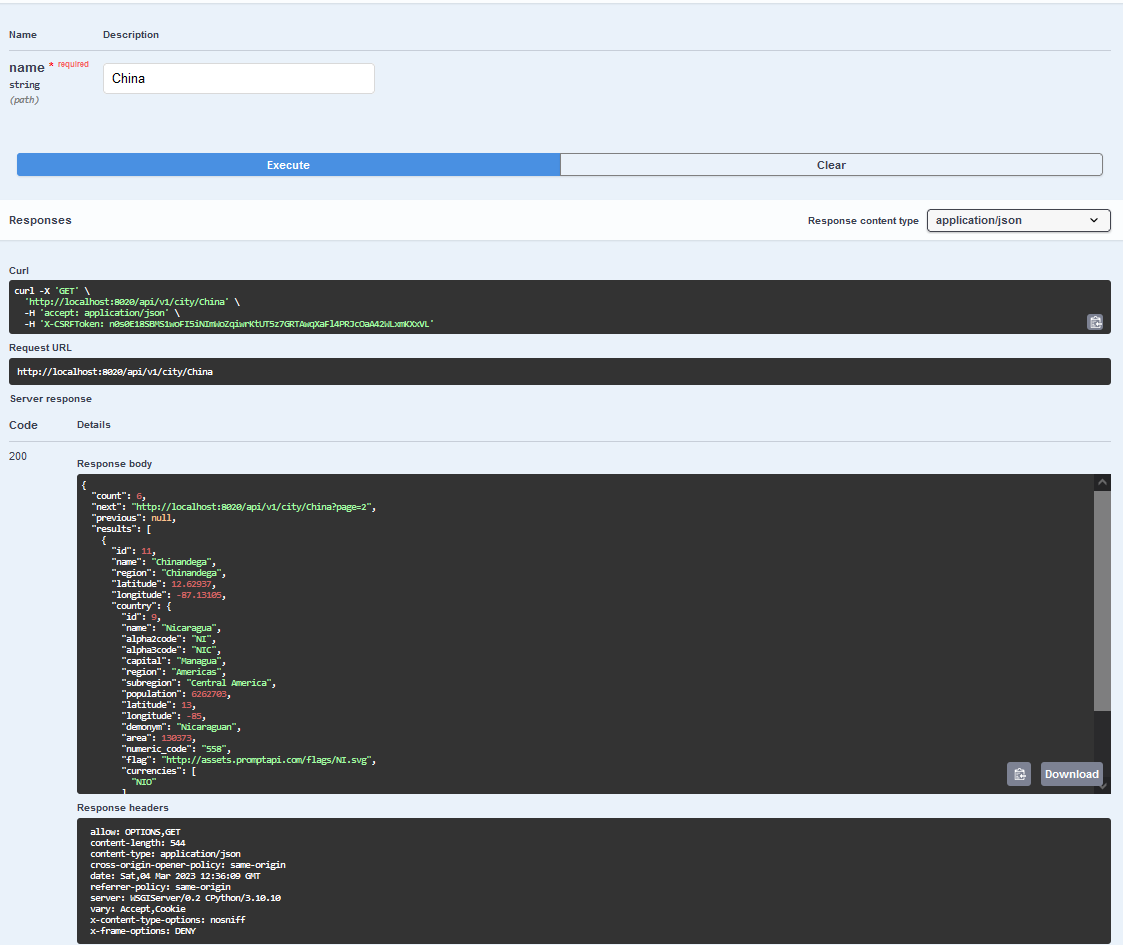 Name Description
name * required
string
(path)
China
Execute Clear
Responses Response content type application/json
Curl
curl -X 'GET' \
'http://localhost:8020/api/v1/city/China' \
-H 'accept: application/json' \
Request URL
http://localhost:8020/api/v1/city/China
Server response
Code Details
200
Response body
{
"count": 6,
"next": "http://localhost:8020/api/v1/city/China?page=2",
"previous": null,
"results": [
{
"id": 11,
"name": "Chinandega",
"region": "Chinandega",
"latitude": 12.62937,
"longitude": -87.13105,
"country": {
"id": 9,
"name": "Nicaragua",
"alpha2code": "NI",
"alpha3code": "NIC",
"capital": "Managua",
"region": "Americas",
"subregion": "Central America",
"population": 6262703,
"latitude": 13,
"longitude": -85,
"demonym": "Nicaraguan",
"area": 130373,
"numeric_code": "558",
"flag": "http://assets.promptapi.com/flags/NI.svg",
"currencies": [
"NIO"
]
Download
Response headers
allow: OPTIONS,GET
content-length: 544
content-type: application/json
cross-origin-opener-policy: same-origin
date: Sat,04 Mar 2023 12:36:09 GMT
referrer-policy: same-origin
server: WSGIServer/0.2 CPython/3.10.10
vary: Accept,Cookie
x-content-type-options: nosniff
x-frame-options: DENY